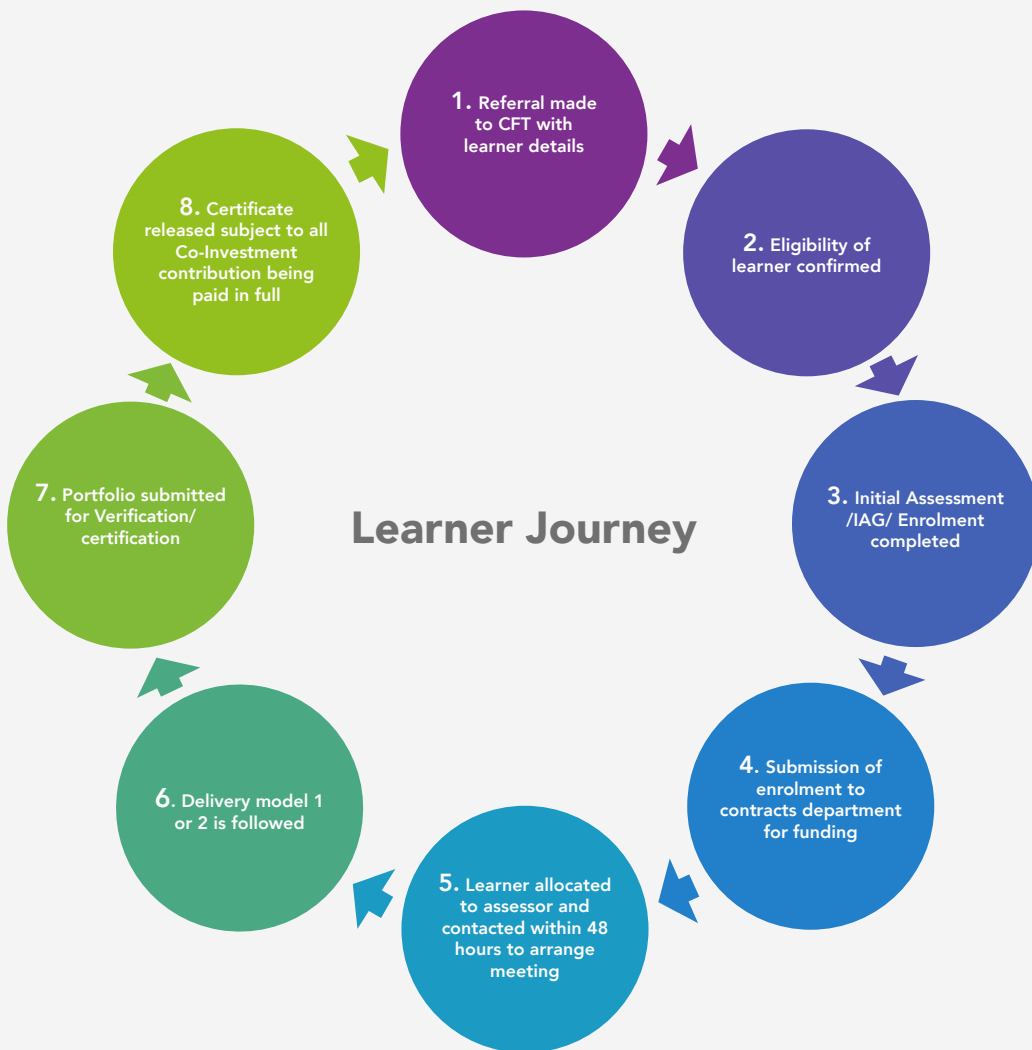 1. Referral made
to CFT with
learner details
2. Eligibility of
learner confirmed
3. Initial Assessment
/IAG/ Enrolment
completed
4. Submission of
enrolment to
contracts department
for funding
5. Learner allocated
to assessor and
contacted within 48
hours to arrange
meeting
6. Delivery model 1
or 2 is followed
7. Portfolio submitted
for Verification/
certification
8. Certificate
released subject to all
Co-Investment
contribution being
paid in full
Learner Journey